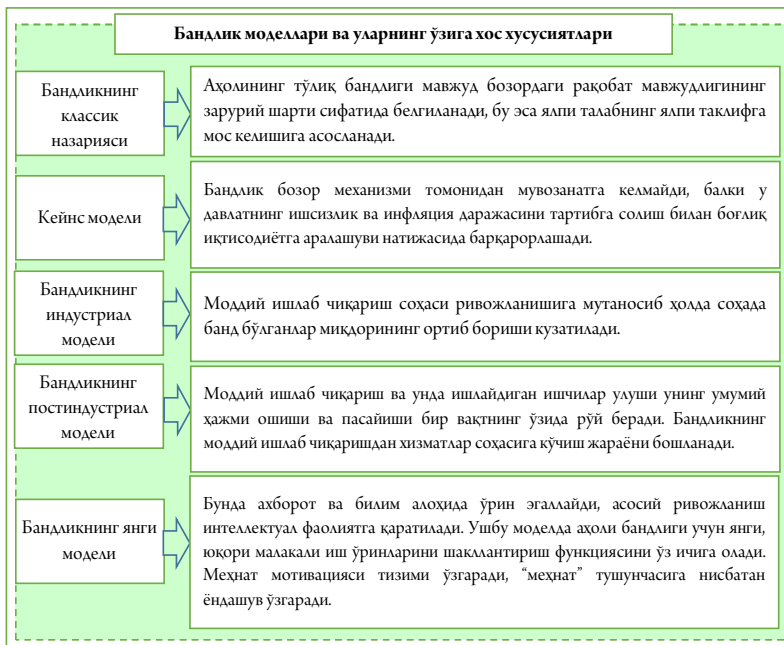 Бандлик моделлари ва уларнинг ўзига хос хусусиятлари
Бандликнинг
классик
назарияси
Аҳолининг тўлиқ бандлиги мавжуд бозордаги рақобат мавжудлигининг
зарурий шарти сифатида белгиланади, бу эса ялпи талабнинг ялпи таклифга
мос келишига асосланади.
Кейнс модели
Бандлик бозор механизми томонидан мувозанатга келмайди, балки у
давлатнинг ишсизлик ва инфляция даражасини тартибга солиш билан боғлиқ
иқтисодиётга аралашуви натижасида барқарорлашади.
Бандликнинг
индустриал
модели
Моддий ишлаб чиқариш соҳаси ривожланишига мутаносиб ҳолда соҳада
банд бўлганлар миқдорининг ортиб бориши кузатилади.
Бандликнинг
постиндустриал
модели
Моддий ишлаб чиқариш ва унда ишлайдиган ишчилар улуши унинг умумий
ҳажми ошиши ва пасайиши бир вақтнинг ўзида рўй беради. Бандликнинг
моддий ишлаб чиқаришдан хизматлар соҳасига кўчиш жараёни бошланади.
Бандликнинг янги
модели
Бунда ахборот ва билим алоҳида ўрин эгаллайди, асосий ривожланиш
интеллектуал фаолиятга қаратилади. Ушбу моделда аҳоли бандлиги учун янги,
юқори малакали иш ўринларини шакллантириш функциясини ўз ичига олади.
Меҳнат мотивацияси тизими ўзгаради, “меҳнат” тушунчасига нисбатан
ёндашув ўзгаради.